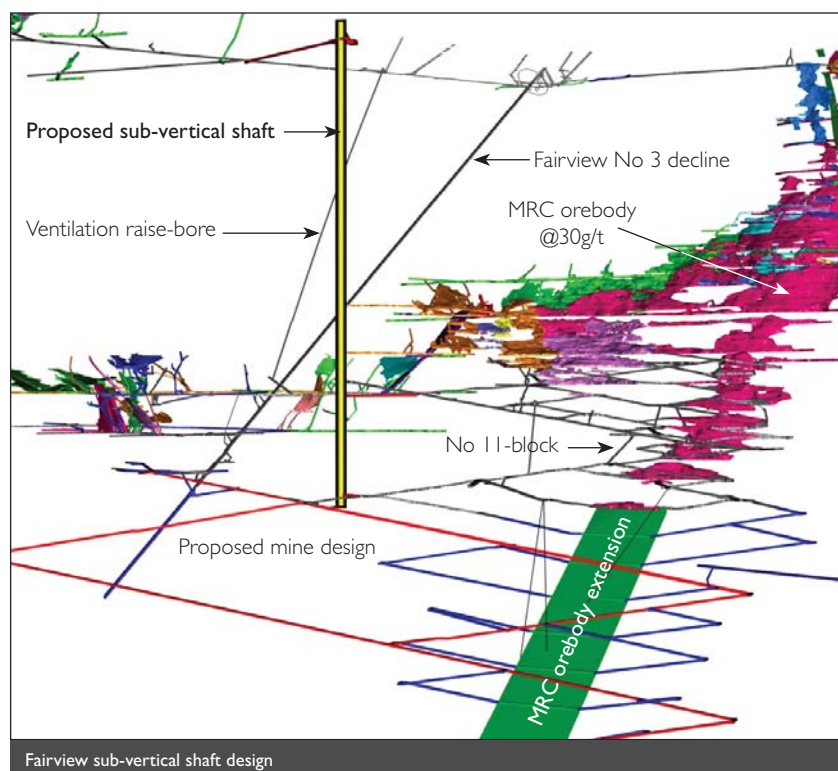 Proposed sub-vertical shaft
Fairview No 3 decline
Ventilation raise-bore
MRC orebody
@30g/t
No 11-block
Proposed mine design
MRC orebody extension
Fairview sub-vertical shaft design